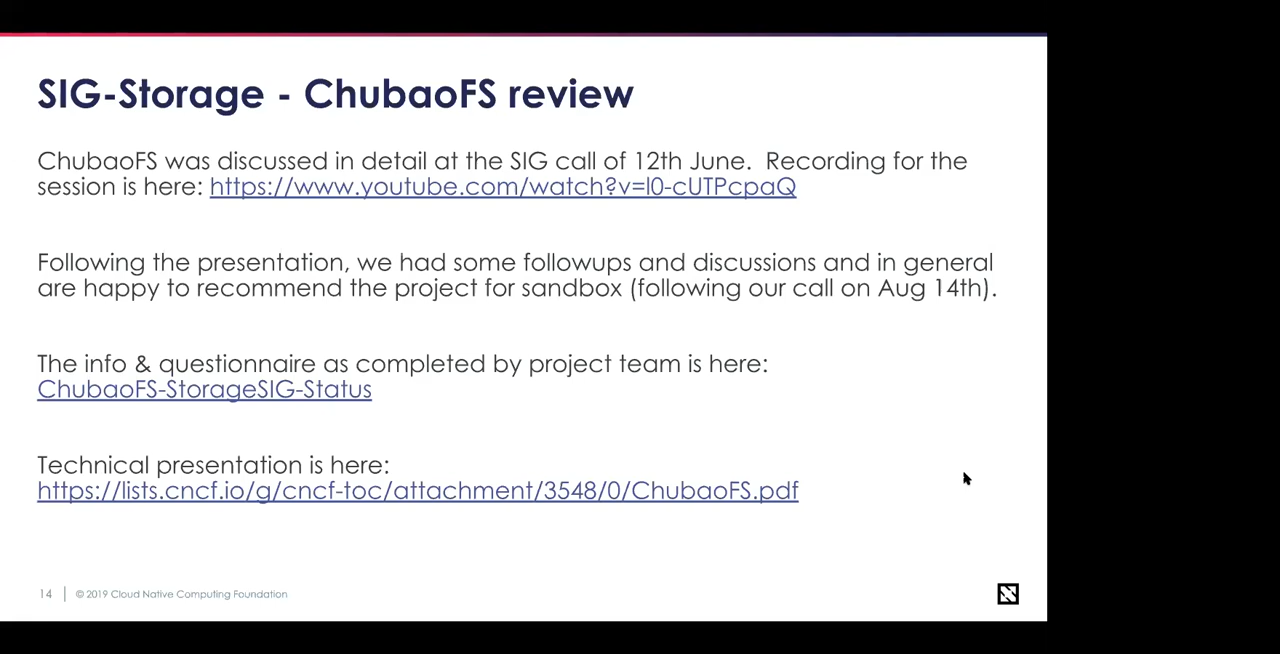 SIG-Storage - ChubaoFS review
ChubaoFS was discussed in detail at the SIG call of 12th June.  Recording for the
session is here: https://www.youtube.com/watch?v=l0-cUTPcpaQ
Following the presentation, we had some followups and discussions and in general
are happy to recommend the project for sandbox (following our call on Aug 14th).
The info & questionnaire as completed by project team is here:
ChubaoFS-StorageSIG-Status
Technical presentation is here:
https://lists.cncf.io/g/cncf-toc/attachment/3548/0/ChubaoFS.pdf
14 | © 2019 Cloud Native Computing Foundation